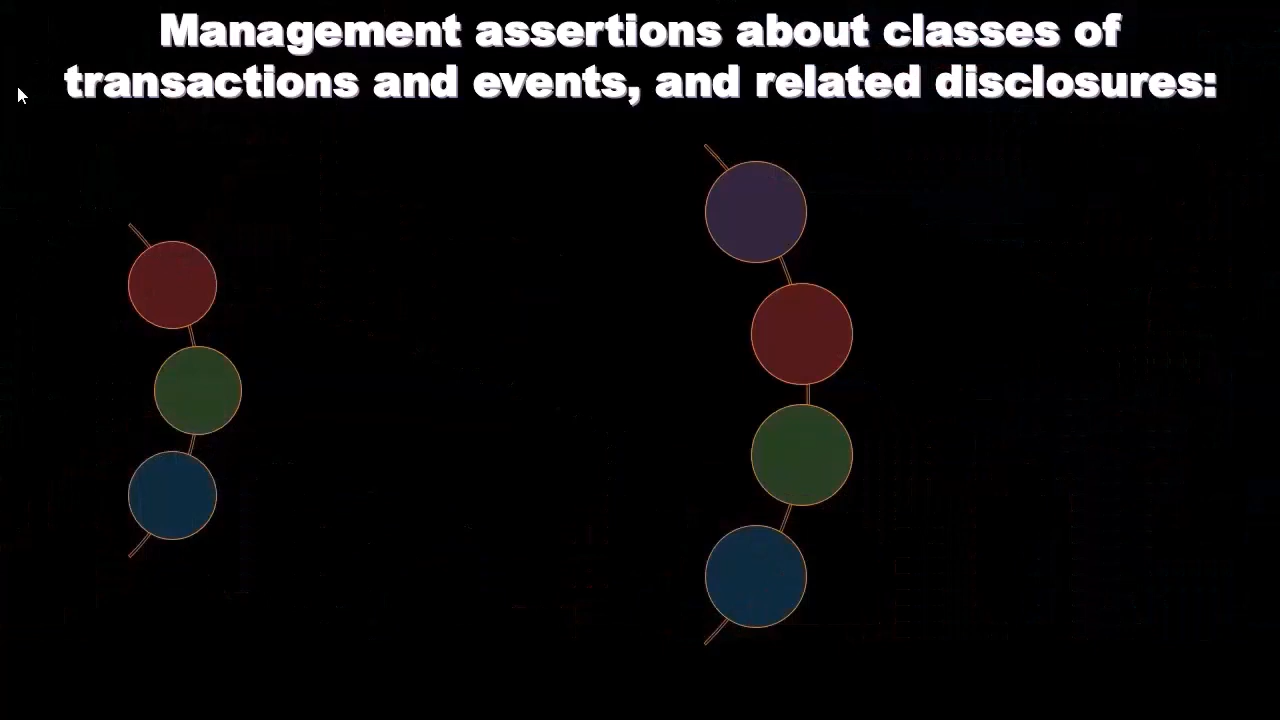 Management assertions about classes of
transactions and events, and related disclosures: